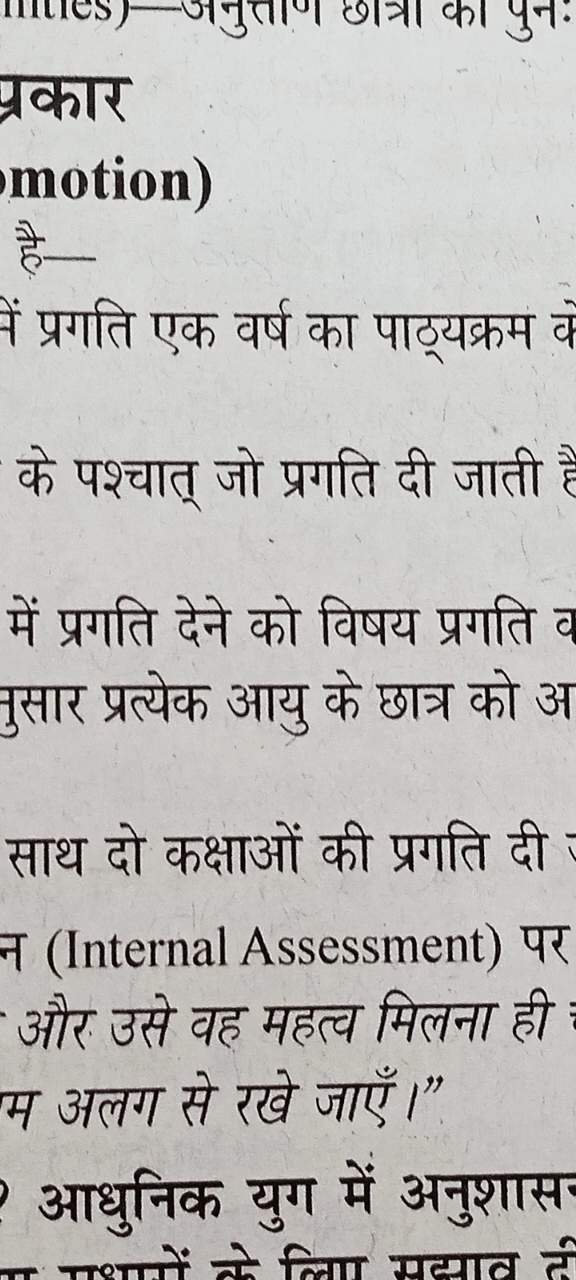 अनुत्तीर्ण छात्रों को पुनः
प्रकार
omotion)
है—
में प्रगति एक वर्ष का पाठ्यक्रम के
के पश्चात् जो प्रगति दी जाती है
में प्रगति देने को विषय प्रगति क
नुसार प्रत्येक आयु के छात्र को अ
साथ दो कक्षाओं की प्रगति दी
न (Internal Assessment) पर
और उसे वह महत्व मिलना ही
म अलग से रखे जाएँ।”
? आधुनिक युग में अनुशासन
के लिए सुझाव दी